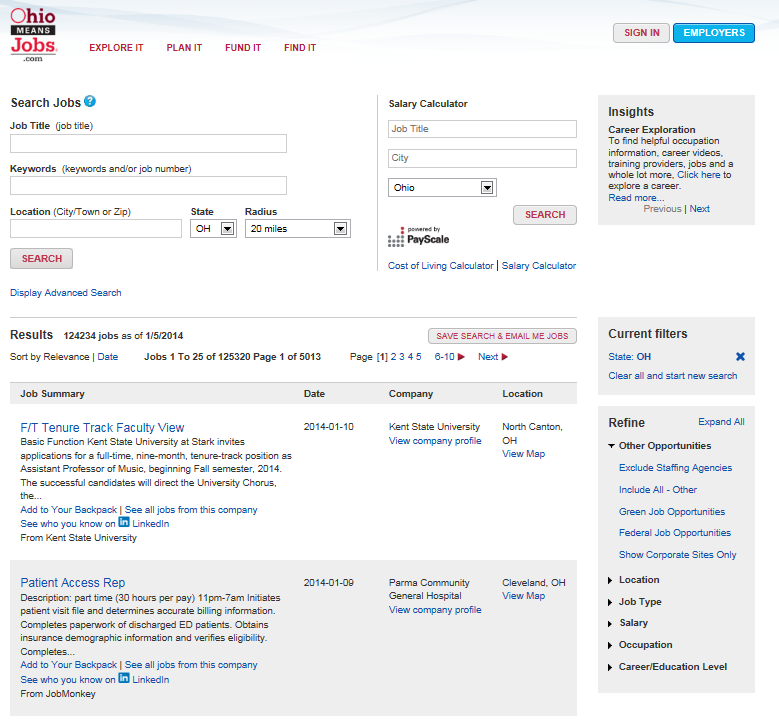 Ohio
MEANS
Jobs
.com
EXPLORE IT PLAN IT FUND IT FIND IT
SIGN IN EMPLOYERS
Search Jobs ?
Job Title (job title)
Keywords (keywords and/or job number)
Location (City/Town or Zip) State Radius
OH 20 miles
SEARCH
Display Advanced Search
Salary Calculator
Job Title
City
Ohio
SEARCH
powered by
PayScale
Cost of Living Calculator | Salary Calculator
Insights
Career Exploration
To find helpful occupation
information, career videos,
training providers, jobs and a
whole lot more, Click here to
explore a career.
Read more...
Previous | Next
Results 124234 jobs as of 1/5/2014
SAVE SEARCH & EMAIL ME JOBS
Sort by Relevance | Date Jobs 1 To 25 of 125320 Page 1 of 5013 Page [1] 2 3 4 5 6-10 Next
Job Summary Date Company Location
F/T Tenure Track Faculty View
Basic Function Kent State University at Stark invites
applications for a full-time, nine-month, tenure-track position as
Assistant Professor of Music, beginning Fall semester, 2014.
The successful candidates will direct the University Chorus,
the...
Add to Your Backpack | See all jobs from this company
See who you know on in LinkedIn
From Kent State University
2014-01-10
Kent State University
View company profile
North Canton,
OH
View Map
Patient Access Rep
Description: part time (30 hours per pay) 11pm-7am Initiates
patient visit file and determines accurate billing information.
Completes paperwork of discharged ED patients. Obtains
insurance demographic information and verifies eligibility.
Completes...
Add to Your Backpack | See all jobs from this company
See who you know on in LinkedIn
From JobMonkey
2014-01-09
Parma Community
General Hospital
View company profile
Cleveland, OH
View Map
Current filters
State: OH
Clear all and start new search
Refine Expand All
Other Opportunities
Exclude Staffing Agencies
Include All - Other
Green Job Opportunities
Federal Job Opportunities
Show Corporate Sites Only
Location
Job Type
Salary
Occupation
Career/Education Level